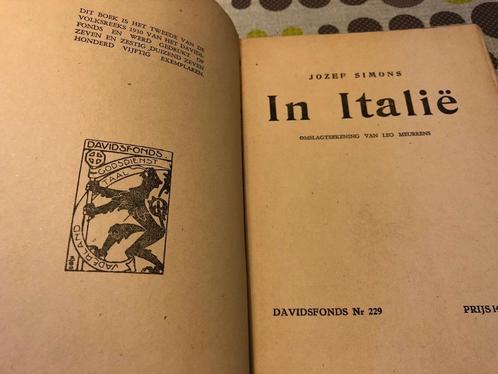 DIT BOEK IS HET TWEEDE VAN DE
VOLKSREEKS 1930 VAN HET DAVIDS-
FONDS EN WERD GEDRUKT OP
ZEVEN EN ZESTIG DUIZEND ZEVEN
HONDERD VIJFTIG EXEMPLAREN.
DAVIDSFONDS
GODSDIENST
TAAL
VADERLAND
JOZEF SIMONS
In Italië
OMSLAGTEEKENING VAN LEO MEURRENS
DAVIDSFONDS Nr 229
PRIJS